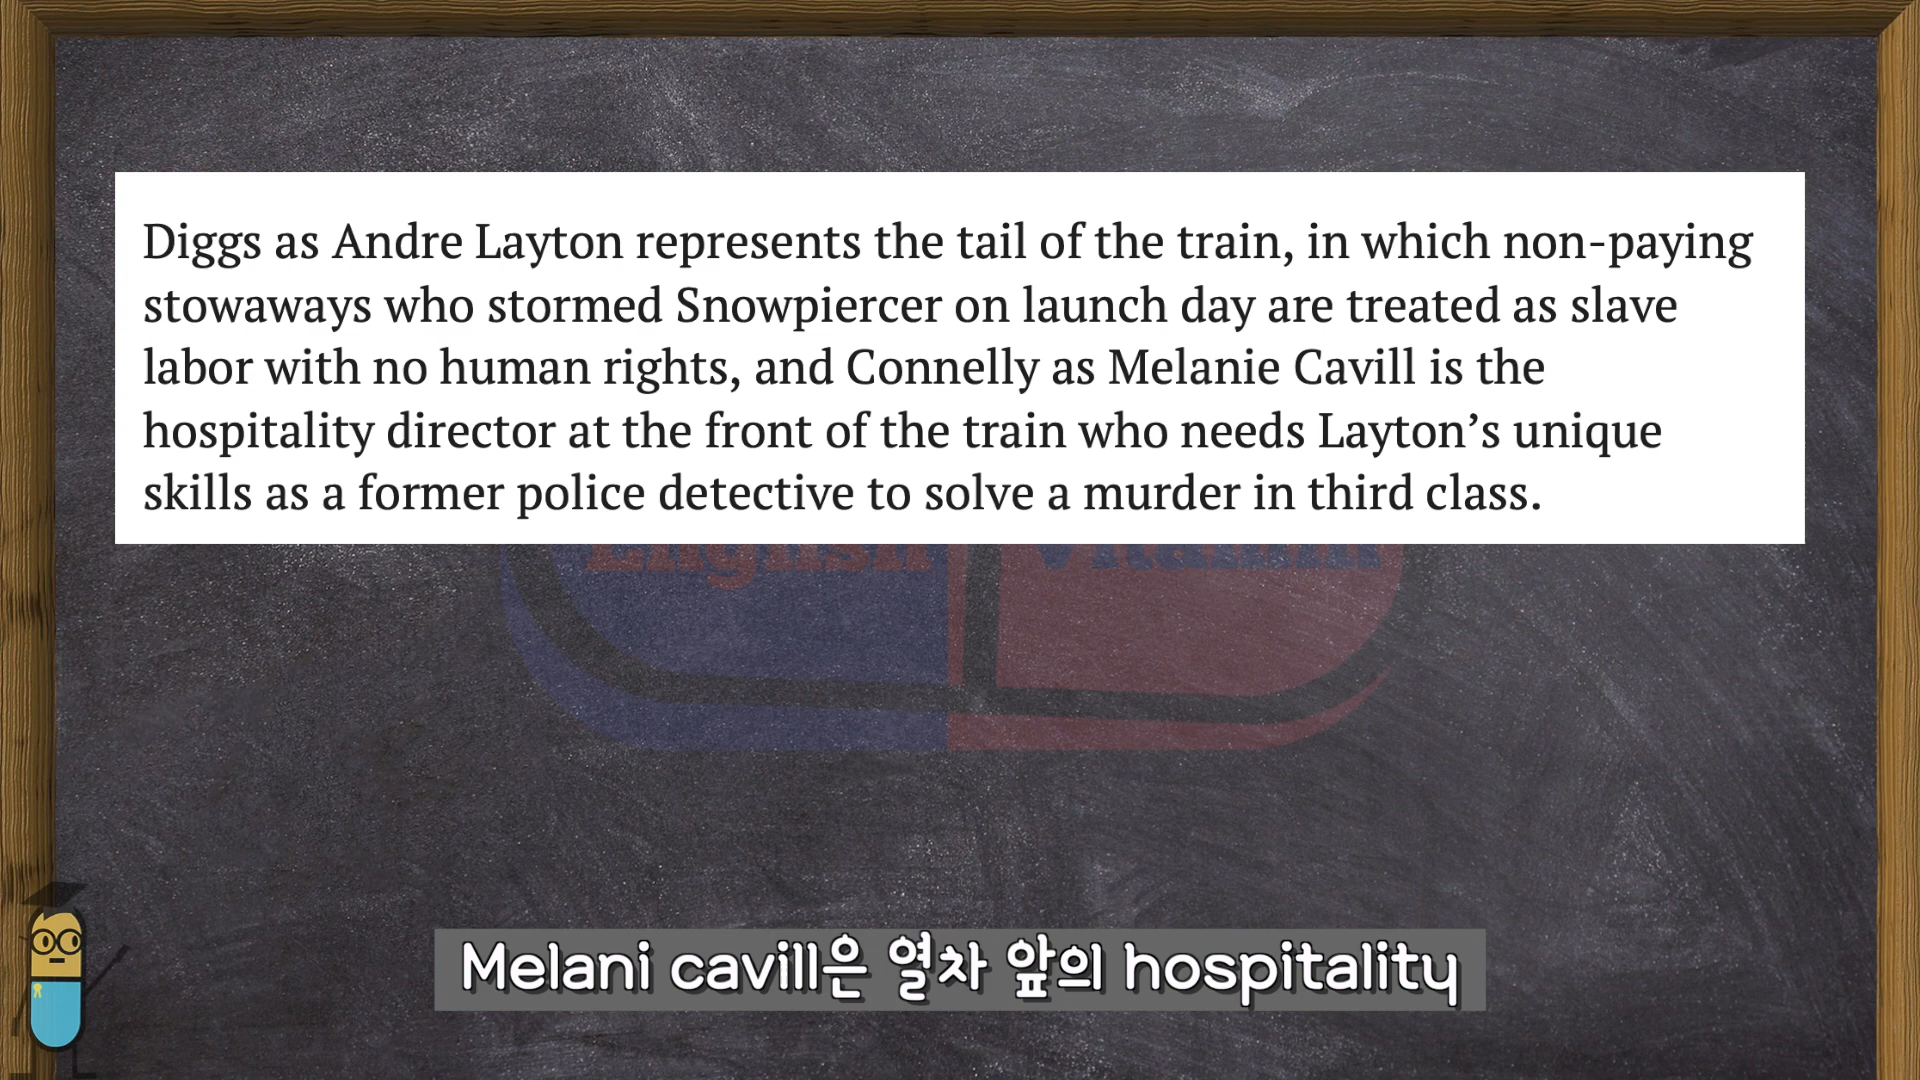 Diggs as Andre Layton represents the tail of the train, in which non-paying
stowaways who stormed Snowpiercer on launch day are treated as slave
labor with no human rights, and Connelly as Melanie Cavill is the
hospitality director at the front of the train who needs Layton’s unique
skills as a former police detective to solve a murder in third class.
English Vitamin
Melani cavill은 열차 앞의 hospitality